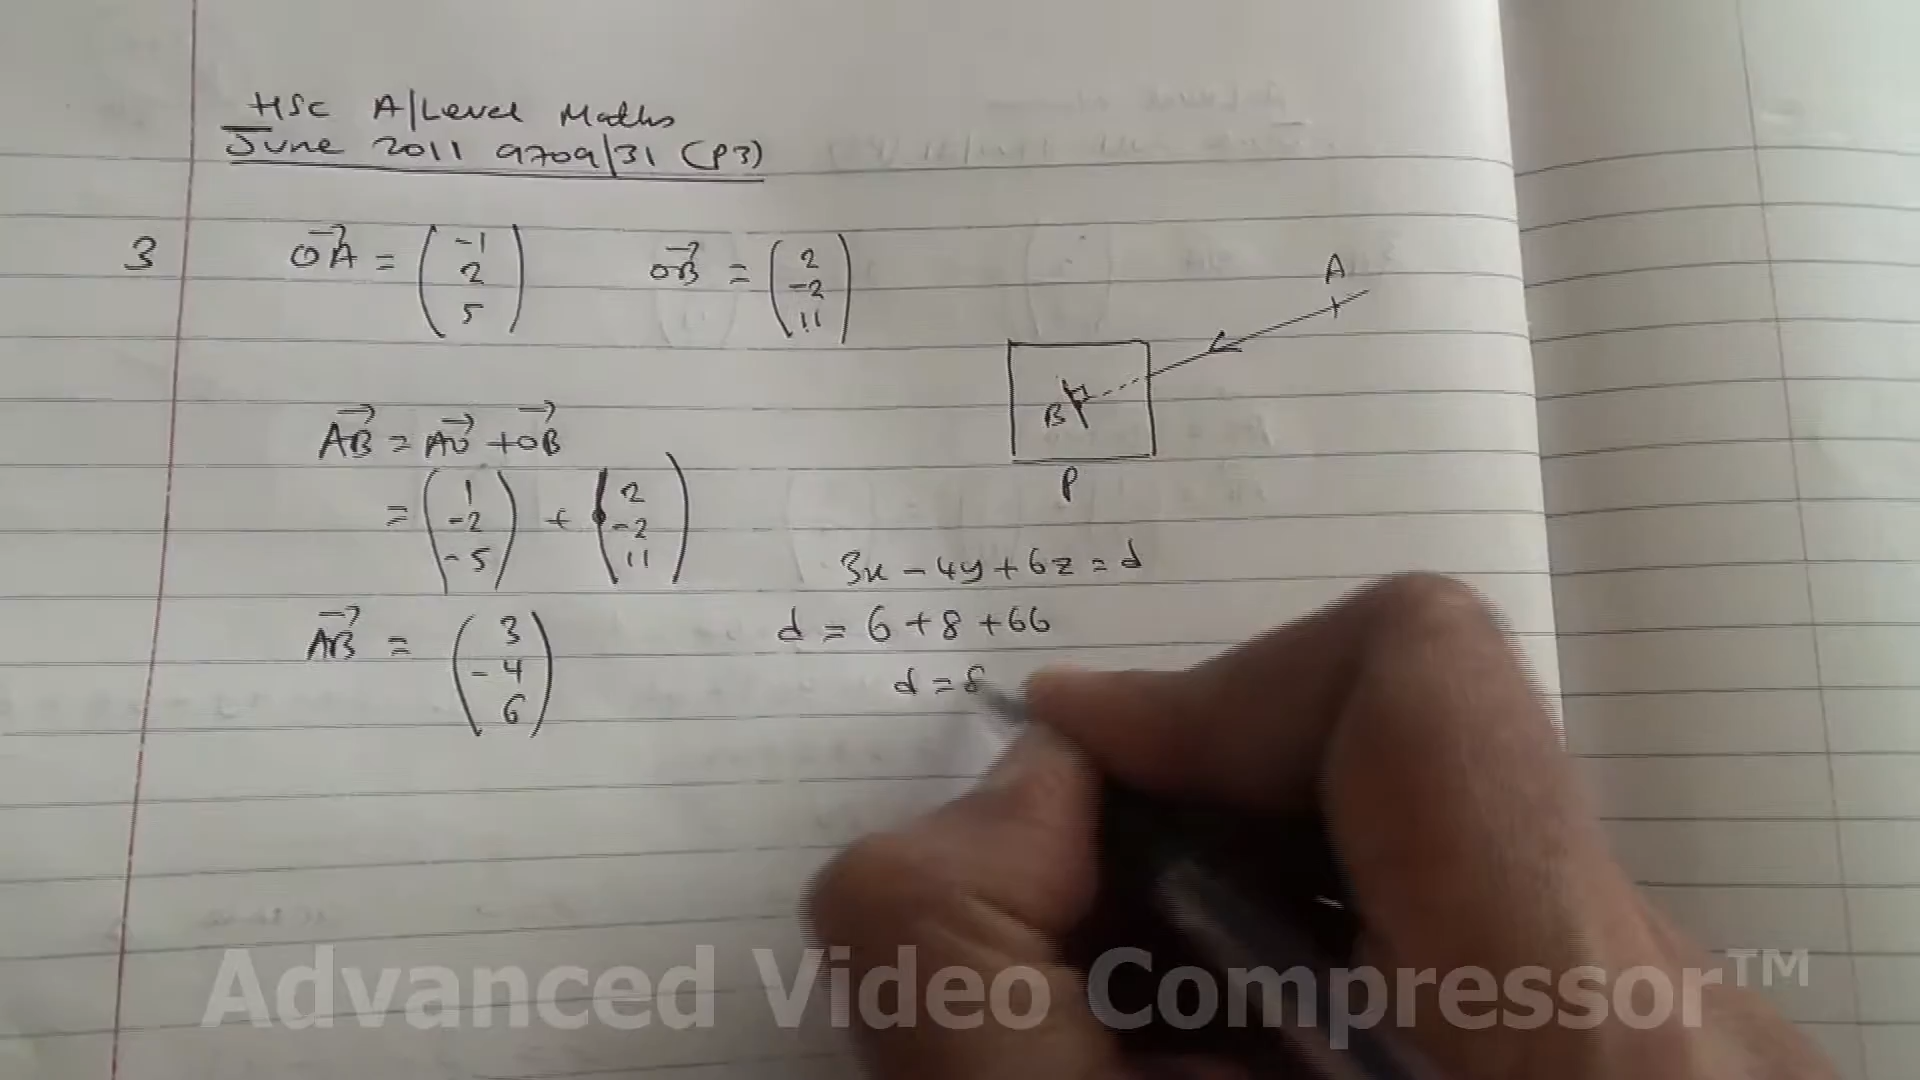 HSC A/Level Maths
June 2011 9709/31 (P3)
3 OA = (-1 2 5) OB = (2 -2 11)
A
B
P
AB = AO + OB
= (1 -2 -5) + (2 -2 11)
AB = (3 -4 6)
3x - 4y + 6z = d
d = 6 + 8 + 66
d = 8
Advanced Video Compressor™